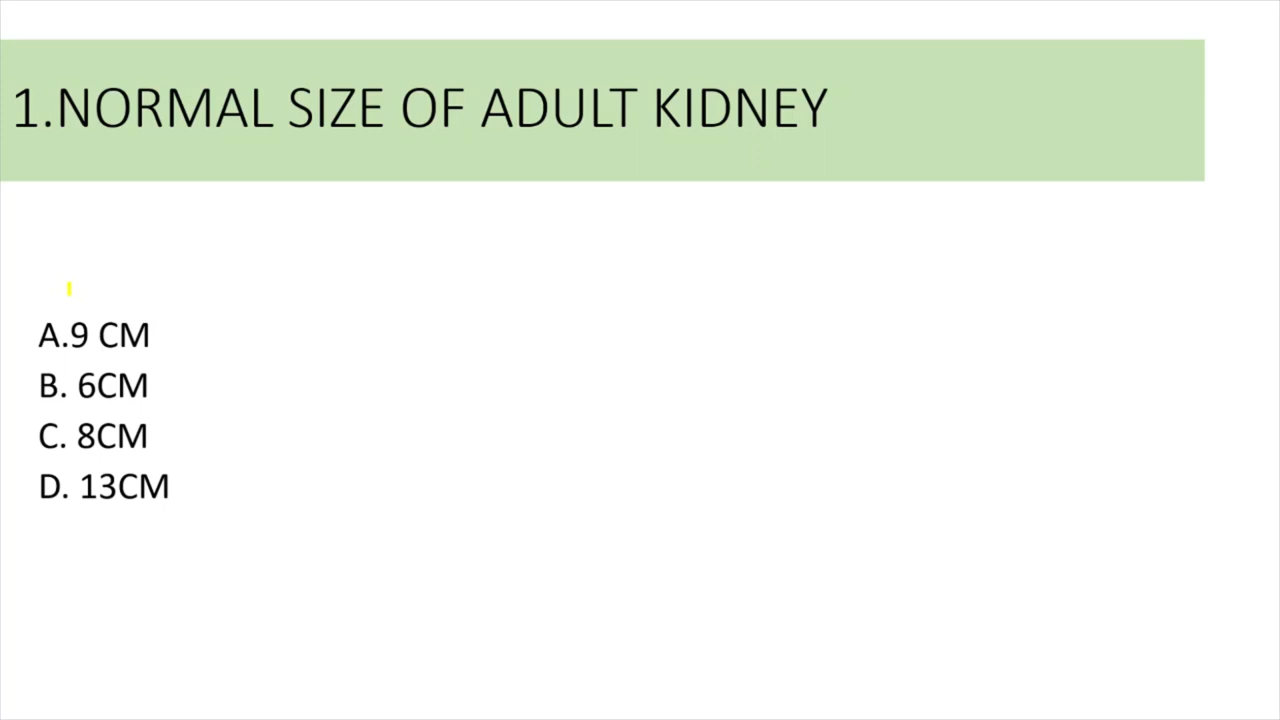 1.NORMAL SIZE OF ADULT KIDNEY
A.9 CM
B. 6CM
C. 8CM
D. 13CM